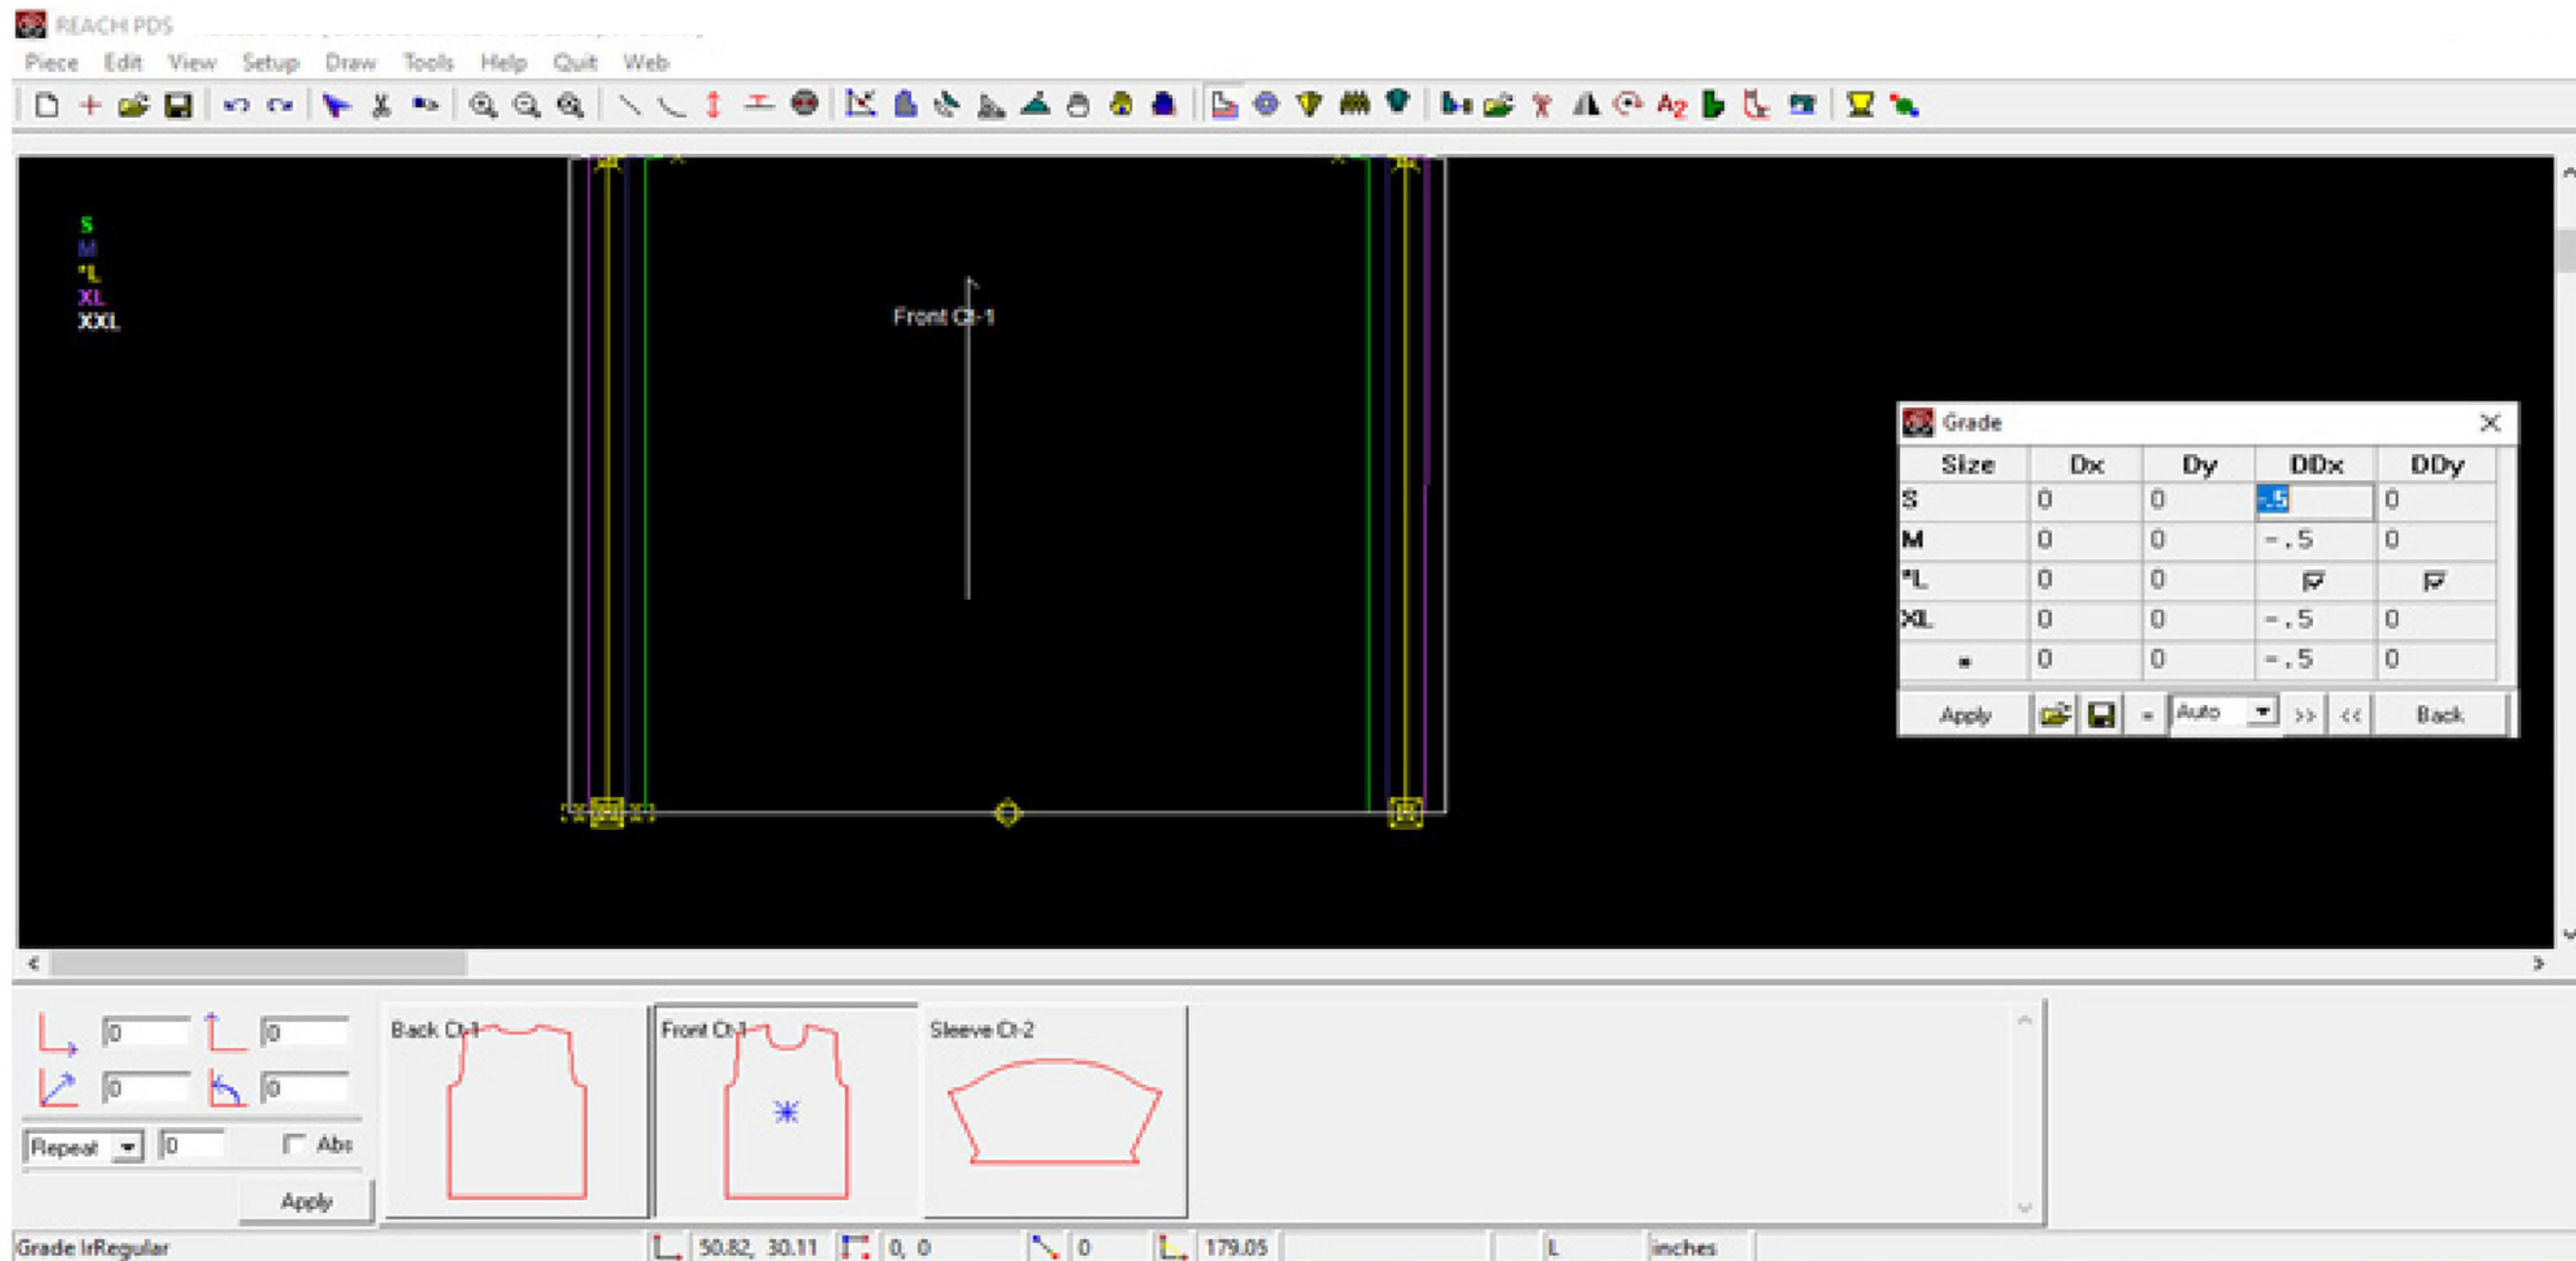 REACH PDS
Piece Edit View Setup Draw Tools Help Quit Web
S
M
*L
XL
XXL
Front Ct-1
Grade
Size Dx Dy DDx DDy
S 0 0 -.5 0
M 0 0 -.5 0
*L 0 0
XL 0 0 -.5 0
0 0 -.5 0
Apply = Auto >> << Back
0 0
0 0
Repeat 0 Abs
Apply
Back Ct-1 Front Ct-1 Sleeve Ct-2
Grade IrRegular 50.82, 30.11 0, 0 0 179.05 L inches